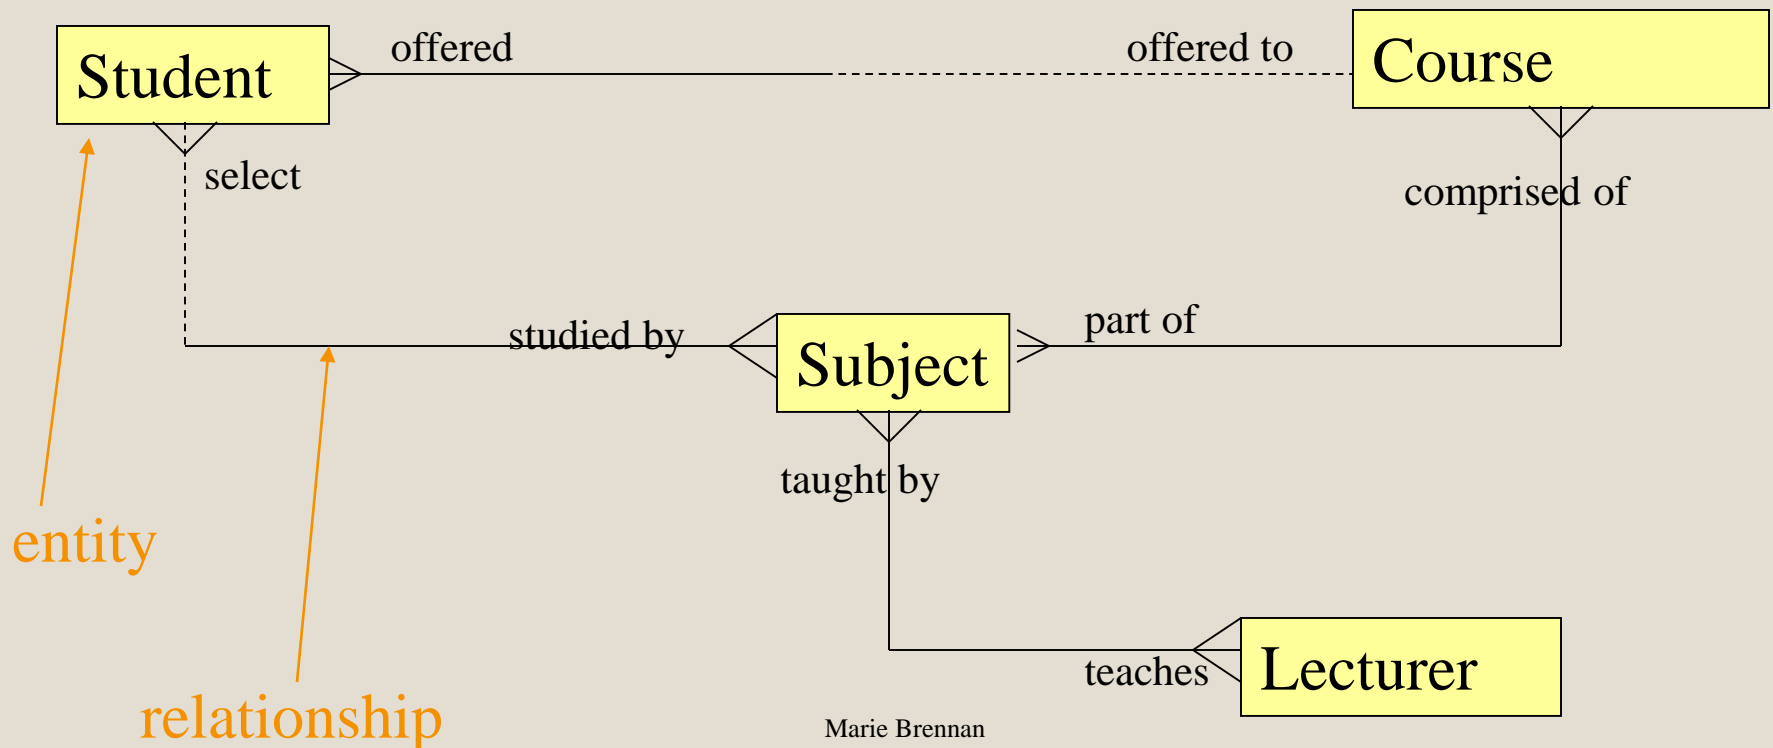 Student
offered
offered to
Course
select
comprised of
studied by
Subject
part of
taught by
entity
teaches
Lecturer
relationship
Marie Brennan